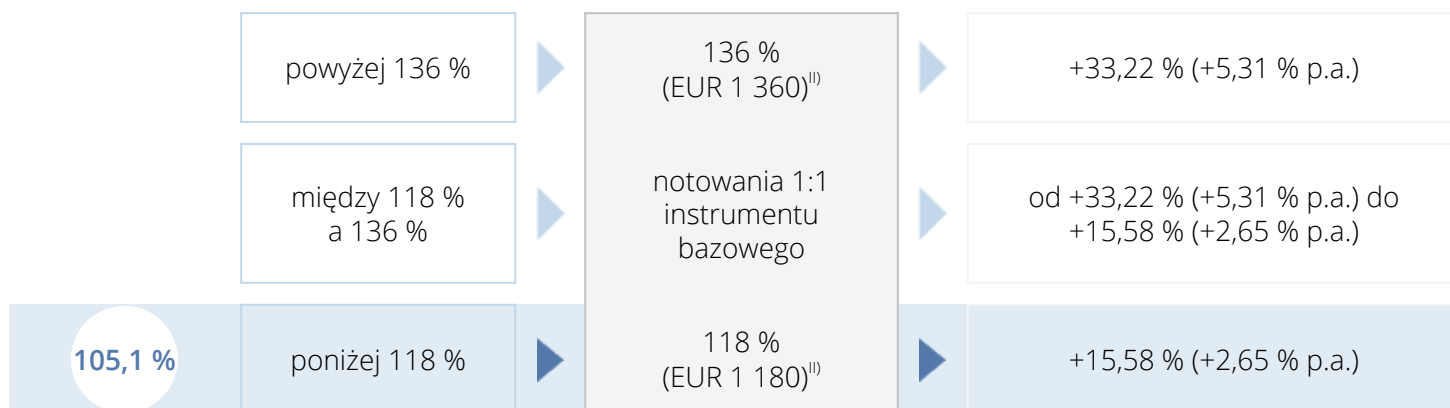 powyżej 136 %
136 %
(EUR 1 360)II)
+33,22 % (+5,31 % p.a.)
między 118 %
a 136 %
notowania 1:1
instrumentu
bazowego
od +33,22 % (+5,31 % p.a.) do
+15,58 % (+2,65 % p.a.)
105,1 %
poniżej 118 %
118 %
(EUR 1 180)II)
+15,58 % (+2,65 % p.a.)